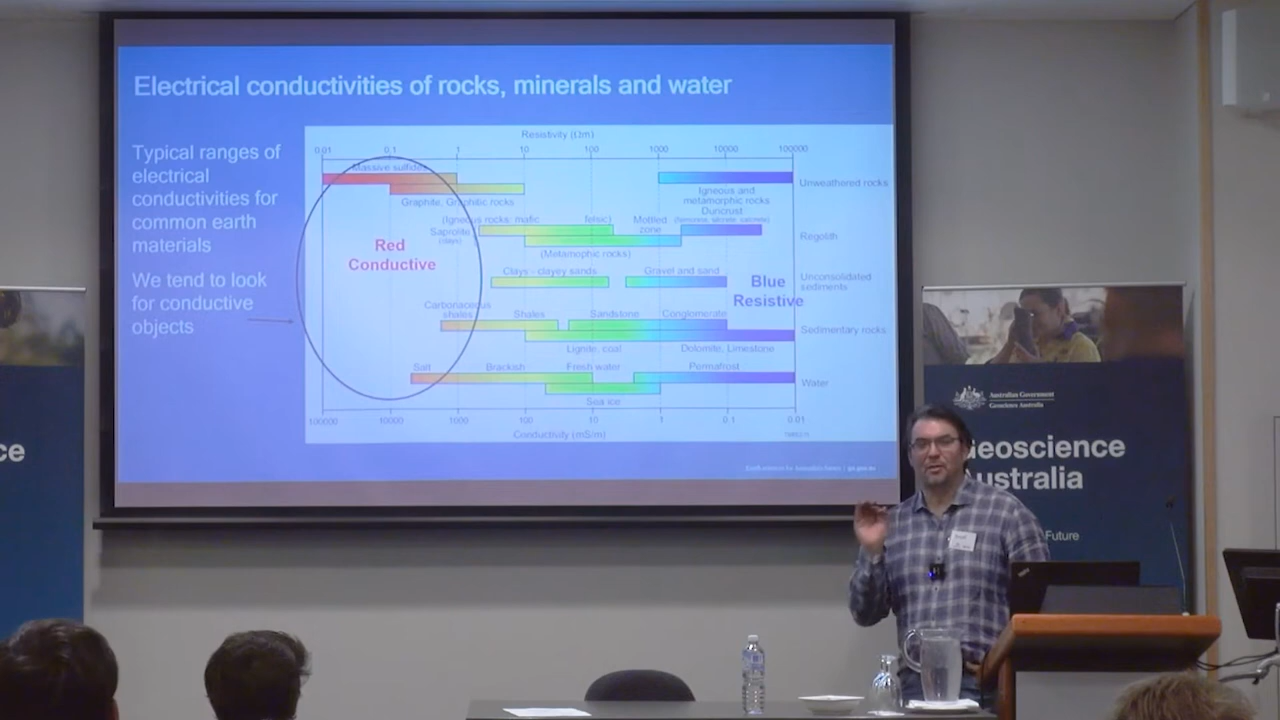 Electrical conductivities of rocks, minerals and water
Typical ranges of
electrical
conductivities for
common earth
materials
We tend to look
for conductive
objects
Resistivity (Ωm)
0.01 0.1 1 10 100 1000 10000 100000
Massive sulfides
Unweathered rocks
Graphite, Graphitic rocks
Igneous and
metamorphic rocks
Duricrust
(Igneous rocks: mafic felsic)
Mottled
zone
Saprolite
Regolith
(Metamophic rocks)
Red
Conductive
Clays - clayey sands
Gravel and sand
Unconsolidated
sediments
Blue
Resistive
Carbonaceous
shales
Shales
Sandstone
Conglomerate
Sedimentary rocks
Lignite, coal
Dolomite, Limestone
Salt
Brackish
Fresh water
Permafrost
Water
Sea ice
100000 10000 1000 100 10 1 0.1 0.01
Conductivity (mS/m)
Australian Government
Geoscience Australia
Geoscience
Australia
Future
ce